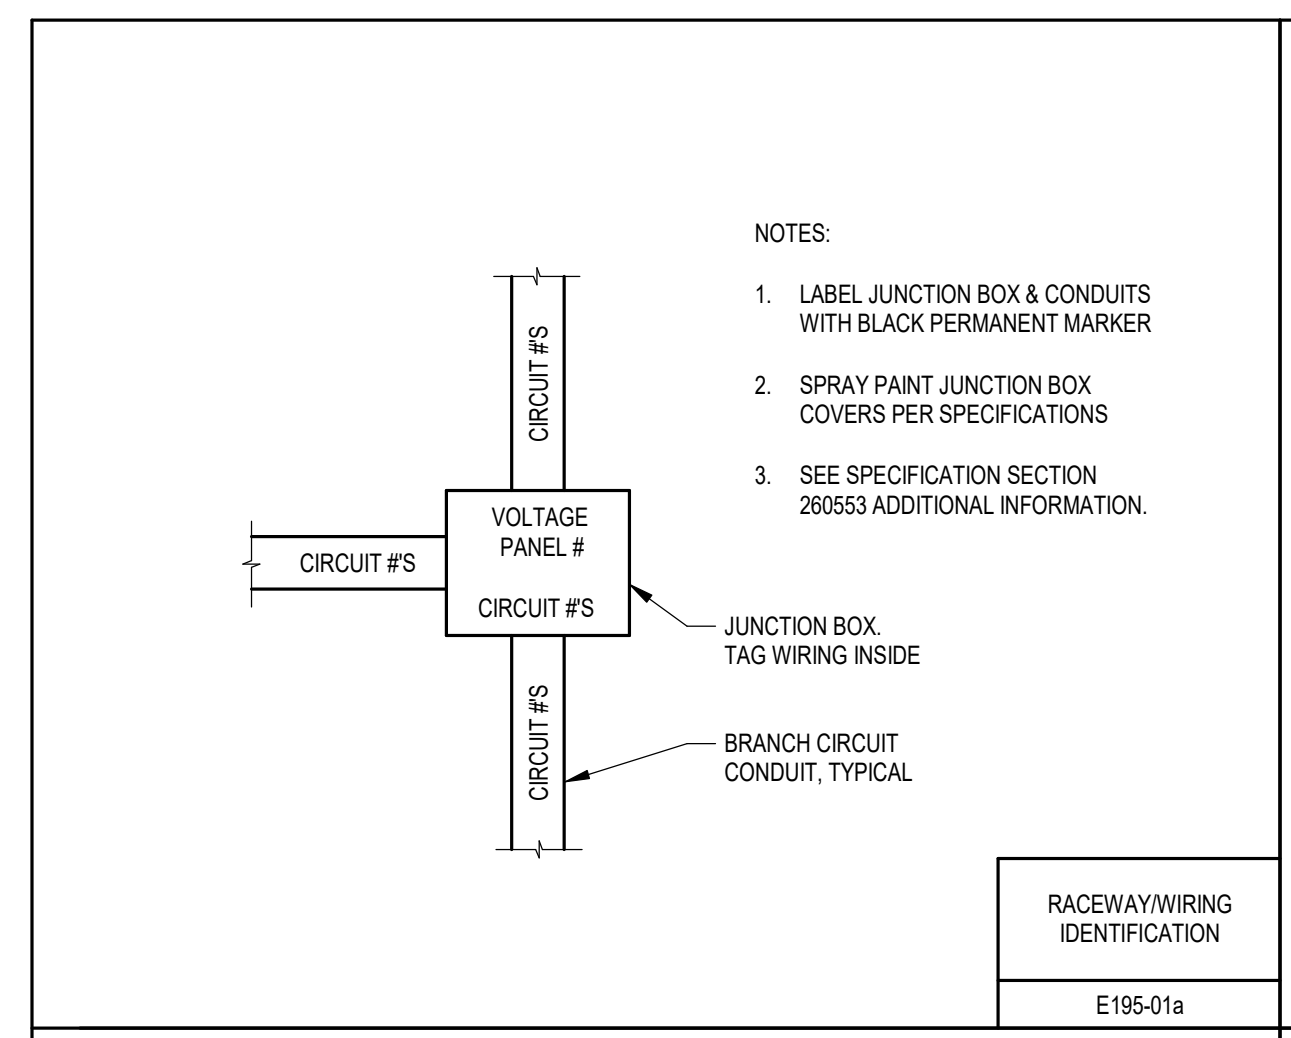 NOTES:
1. LABEL JUNCTION BOX & CONDUITS
WITH BLACK PERMANENT MARKER
2. SPRAY PAINT JUNCTION BOX
COVERS PER SPECIFICATIONS
3. SEE SPECIFICATION SECTION
260553 ADDITIONAL INFORMATION.
CIRCUIT #'S
VOLTAGE
PANEL #
CIRCUIT #'S
CIRCUIT #'S
CIRCUIT #'S
JUNCTION BOX.
TAG WIRING INSIDE
BRANCH CIRCUIT
CONDUIT, TYPICAL
RACEWAY/WIRING
IDENTIFICATION
E195-01a